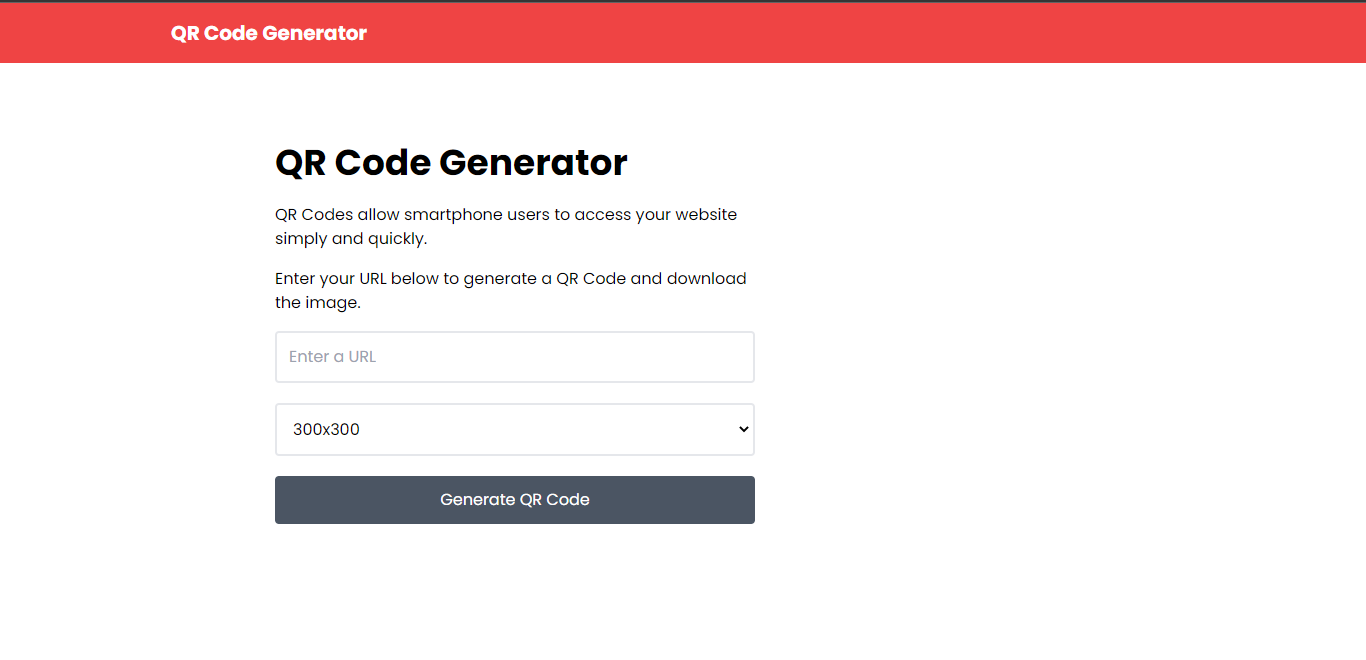 QR Code Generator
QR Code Generator
QR Codes allow smartphone users to access your website
simply and quickly.
Enter your URL below to generate a QR Code and download
the image.
Enter a URL
300x300
Generate QR Code